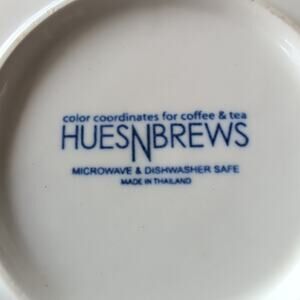 color coordinates for coffee & tea
HUESNBREWS
MICROWAVE & DISHWASHER SAFE
MADE IN THAILAND